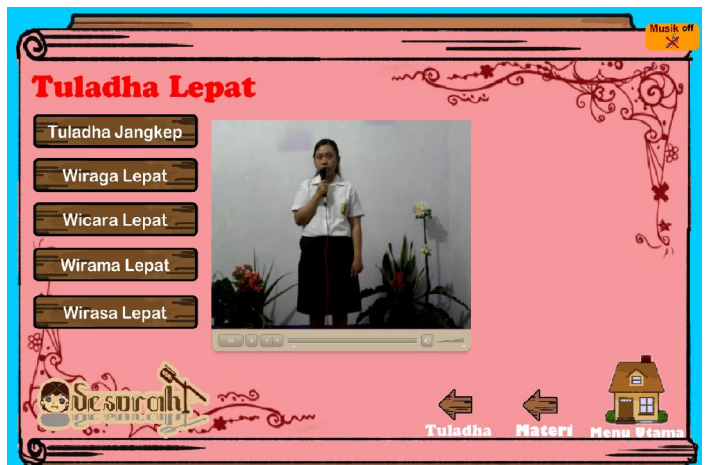 Musik off
Tuladha Lepat
Tuladha Jangkep
Wiraga Lepat
Wicara Lepat
Wirama Lepat
Wirasa Lepat
Sesorah!
Tuladha
Materi
Menu Utama